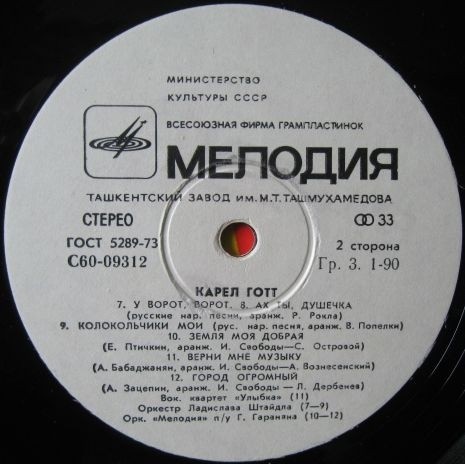 МИНИСТЕРСТВО
КУЛЬТУРЫ СССР
ВСЕСОЮЗНАЯ ФИРМА ГРАМПЛАСТИНОК
МЕЛОДИЯ
ТАШКЕНТСКИЙ ЗАВОД им. М.Т. ТАШМУХАМЕДОВА
СТЕРЕО
33
ГОСТ 5289-73
2 сторона
С60-09312
Гр. 3. 1-90
КАРЕЛ ГОТТ
7. У ВОРОТ, ВОРОТ. 8. АХ ТЫ, ДУШЕЧКА
(русские нар. песни, аранж. Р. Рокла)
9. КОЛОКОЛЬЧИКИ МОИ (рус. нар. песня, аранж. В. Попелки)
10. ЗЕМЛЯ МОЯ ДОБРАЯ
(Е. Птичкин, аранж. И. Свободы—С. Островой)
11. ВЕРНИ МНЕ МУЗЫКУ
(А. Бабаджанян, аранж. И. Свободы—А. Вознесенский)
12. ГОРОД ОГРОМНЫЙ
(А. Зацепин, аранж. И. Свободы — Л. Дербенев)
Вок. квартет «Улыбка» (11)
Оркестр Ладислава Штайдла (7—9)
Орк. «Мелодия» п/у Г. Гараняна (10—12)